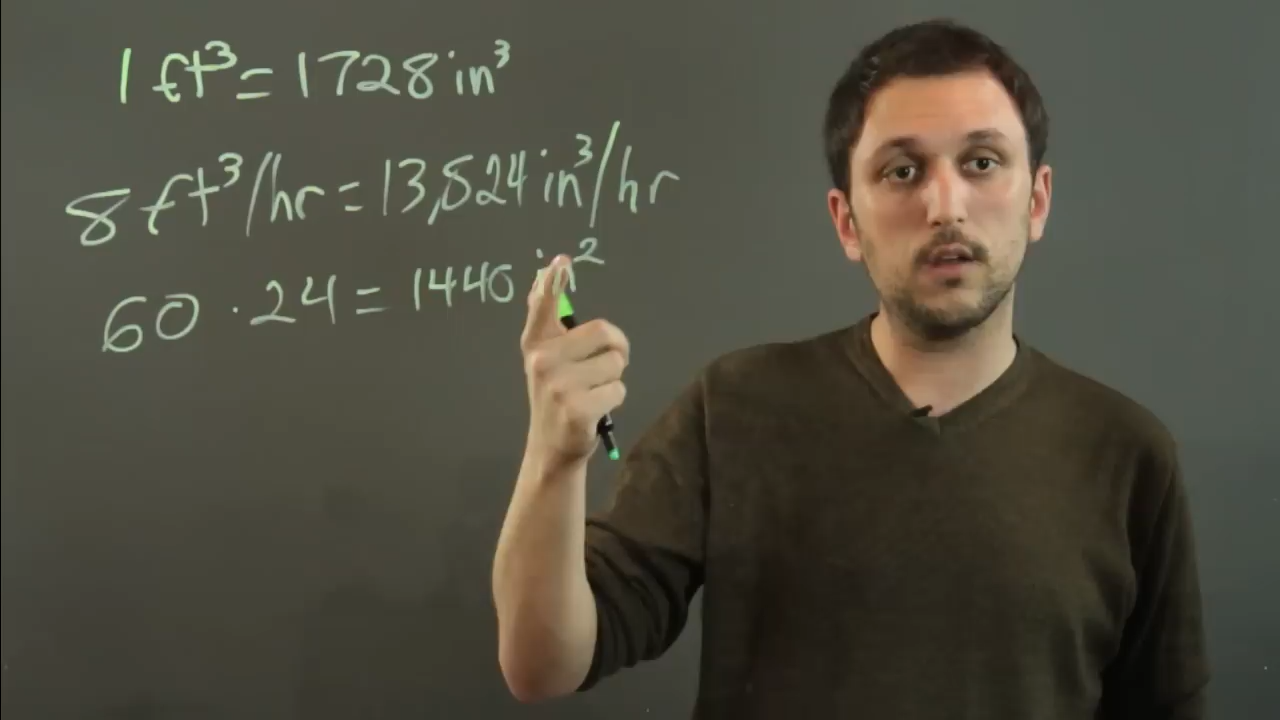 1 ft³ = 1728 in³
8 ft³/hr = 13,824 in³/hr
60 · 24 = 1440 in²